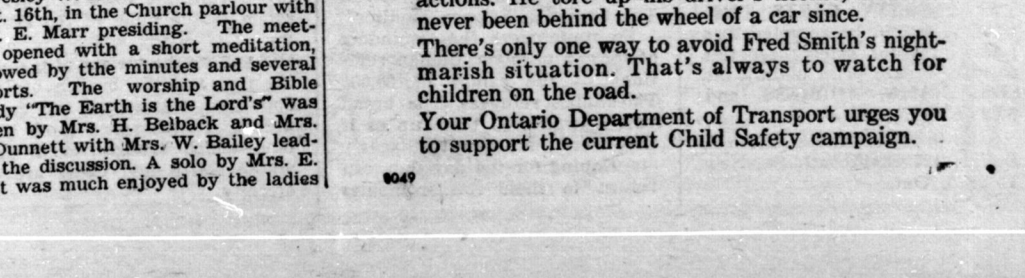 . 16th, in the Church parlour with
. E. Marr presiding. The meet-
opened with a short meditation,
owed by tthe minutes and several
orts. The worship and Bible
dy "The Earth is the Lord's" was
en by Mrs. H. Belback and Mrs.
Dunnett with Mrs. W. Bailey lead-
the discussion. A solo by Mrs. E.
t was much enjoyed by the ladies
never been behind the wheel of a car since.
There's only one way to avoid Fred Smith's night-
marish situation. That's always to watch for
children on the road.
Your Ontario Department of Transport urges you
to support the current Child Safety campaign.
8049